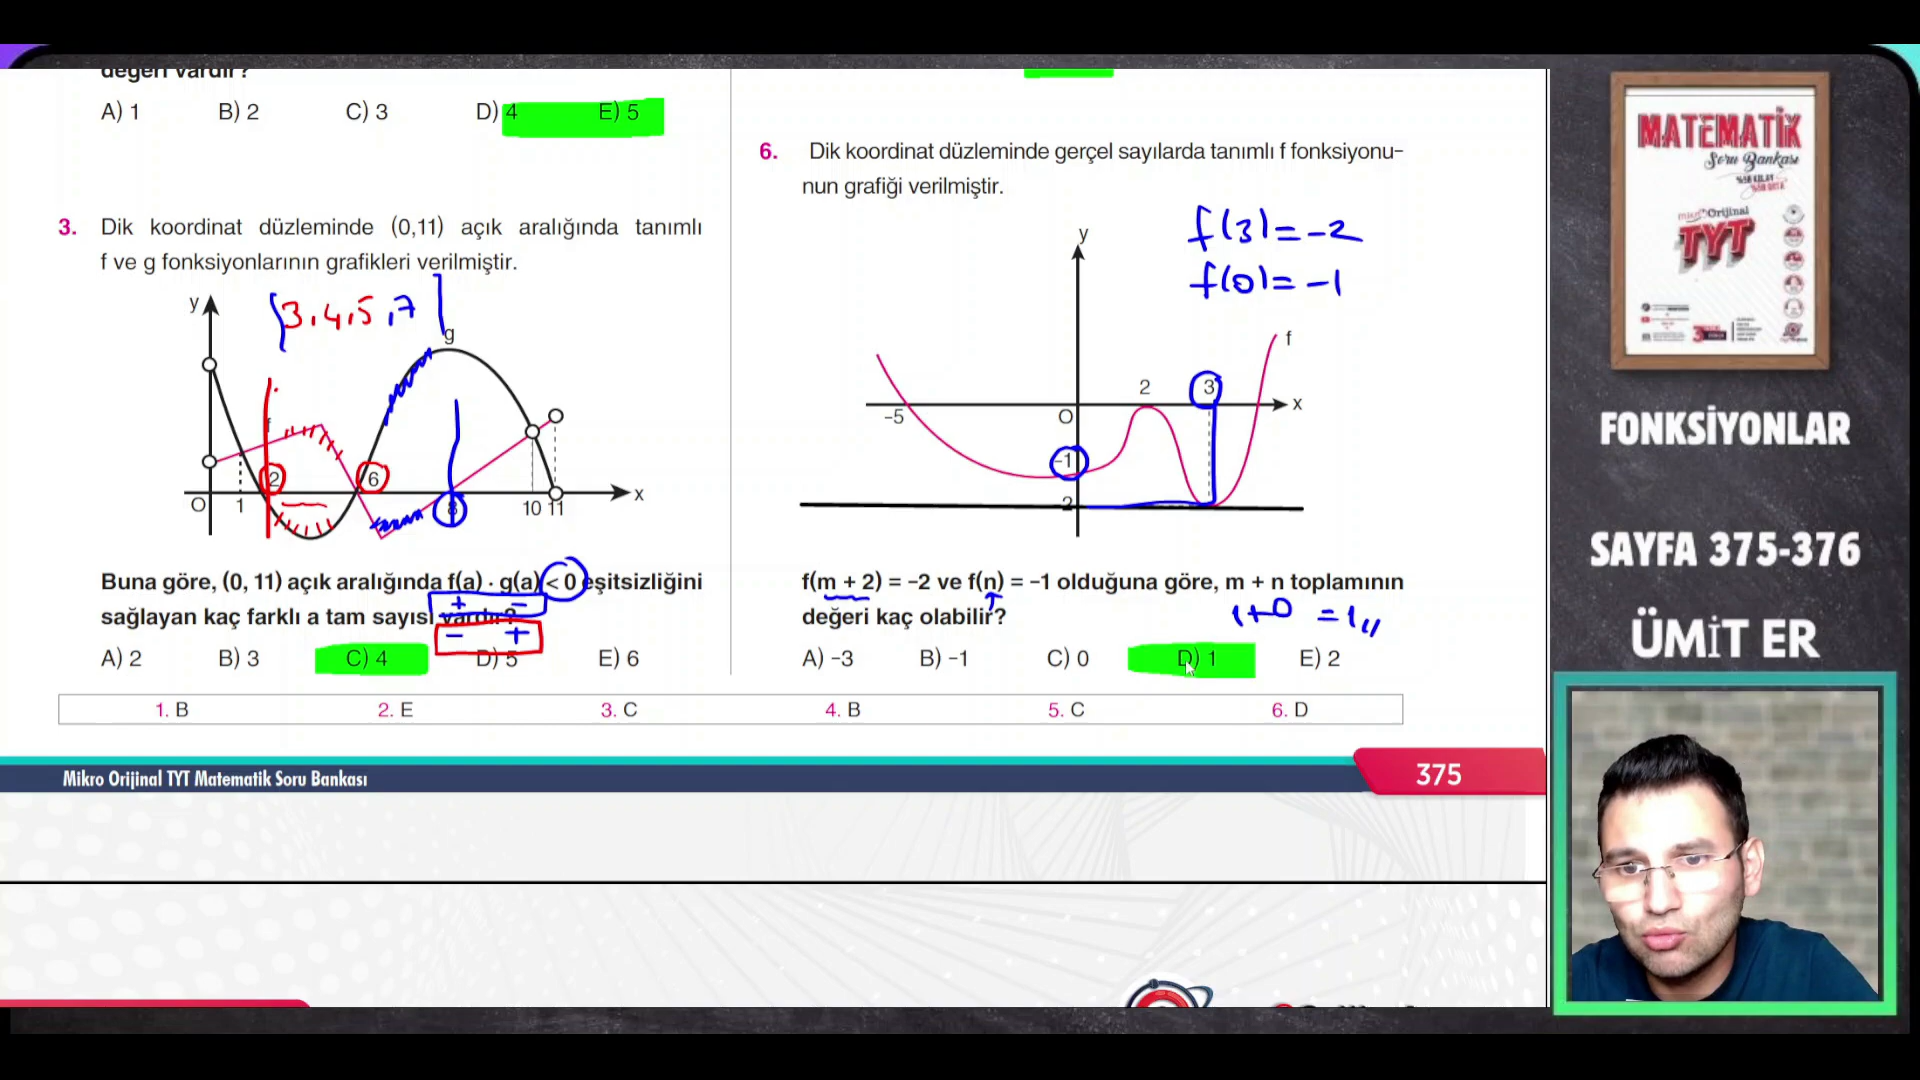 değeri vardır?
A) 1 B) 2 C) 3 D) 4 E) 5
3. Dik koordinat düzleminde (0,11) açık aralığında tanımlı
f ve g fonksiyonlarının grafikleri verilmiştir.
y
3,4,5,7
g
f
2
6
O 1 8 10 11 x
Buna göre, (0, 11) açık aralığında f(a) · g(a) < 0 eşitsizliğini
sağlayan kaç farklı a tam sayısı vardır?
+ −
− +
A) 2 B) 3 C) 4 D) 5 E) 6
6. Dik koordinat düzleminde gerçel sayılarda tanımlı f fonksiyonu-
nun grafiği verilmiştir.
f(3)=-2
f(0)=-1
y
f
2 3
-5 O x
-1
-2
f(m + 2) = -2 ve f(n) = -1 olduğuna göre, m + n toplamının
değeri kaç olabilir?
1+0 =1
A) -3 B) -1 C) 0 D) 1 E) 2
1. B 2. E 3. C 4. B 5. C 6. D
Mikro Orijinal TYT Matematik Soru Bankası
375
MATEMATİK
Soru Bankası
mikro Orijinal
TYT
FONKSİYONLAR
SAYFA 375-376
ÜMİT ER